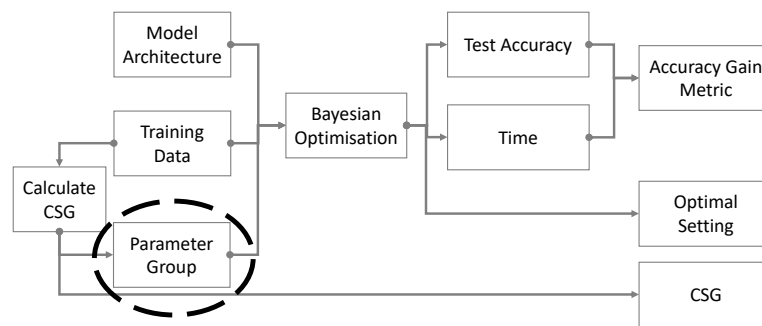 Model
Architecture
Test Accuracy
Accuracy Gain
Metric
Training
Data
Bayesian
Optimisation
Time
Calculate
CSG
Parameter
Group
Optimal
Setting
CSG